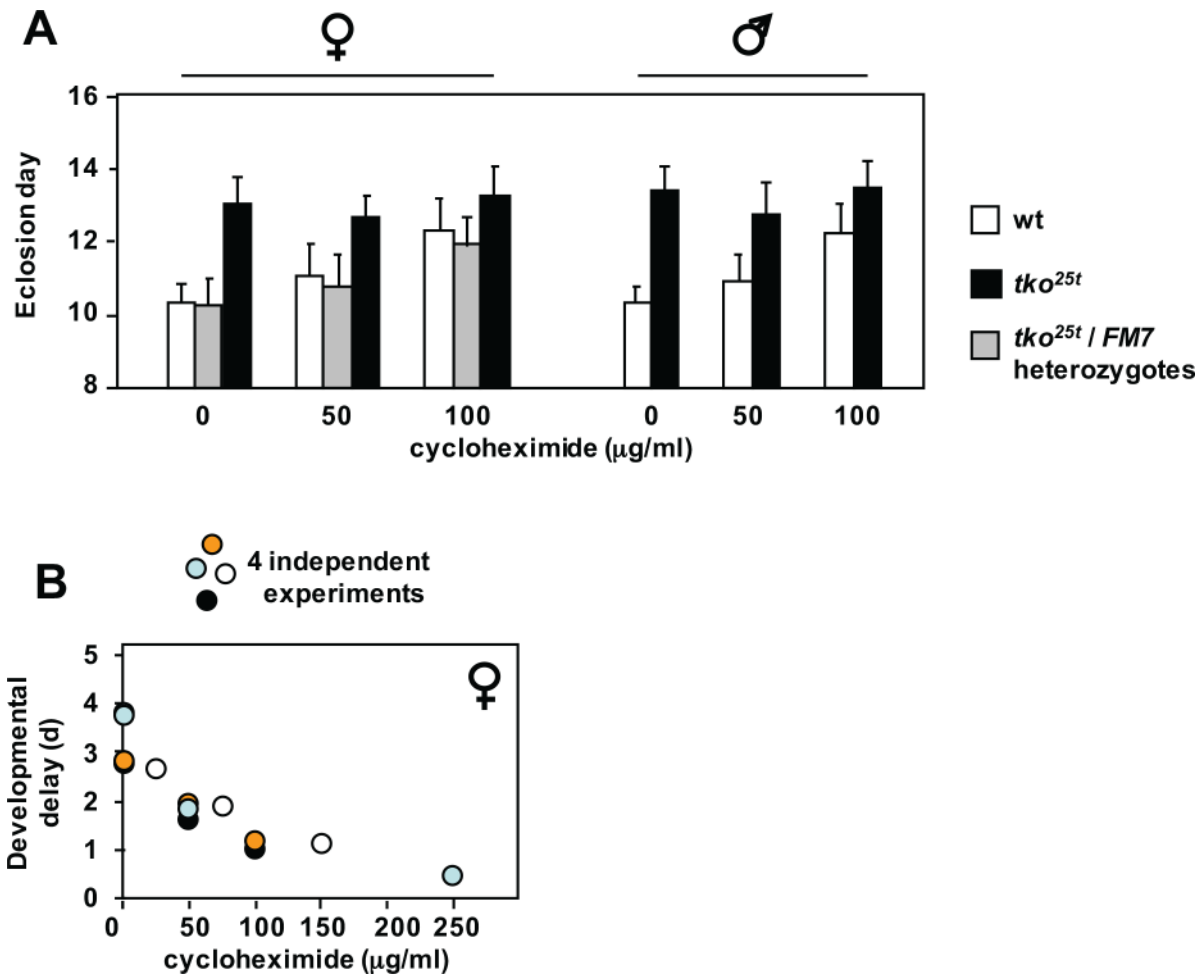 A
♀ ♂
16
14
12
10
8
Eclosion day
0 50 100 0 50 100
cycloheximide (μg/ml)
wt
tko25t
tko25t / FM7
heterozygotes
B
4 independent
experiments
♀
5
4
3
2
1
0
Developmental
delay (d)
0 50 100 150 200 250
cycloheximide (μg/ml)